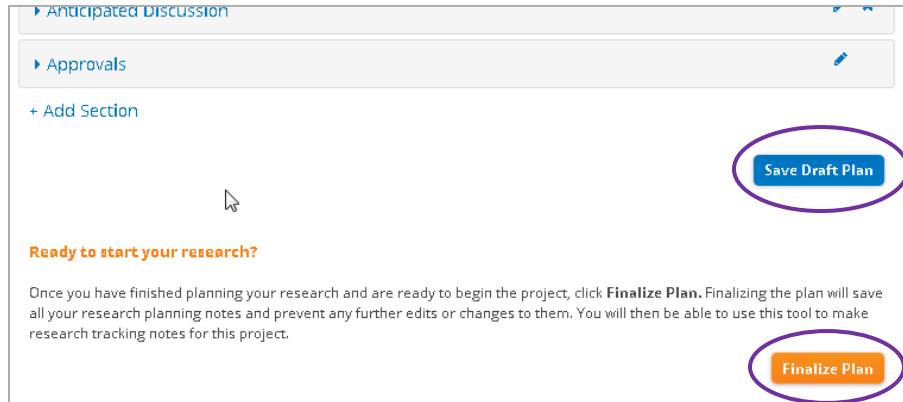 Anticipated Discussion
Approvals
+ Add Section
Save Draft Plan
Ready to start your research?
Once you have finished planning your research and are ready to begin the project, click Finalize Plan. Finalizing the plan will save
all your research planning notes and prevent any further edits or changes to them. You will then be able to use this tool to make
research tracking notes for this project.
Finalize Plan